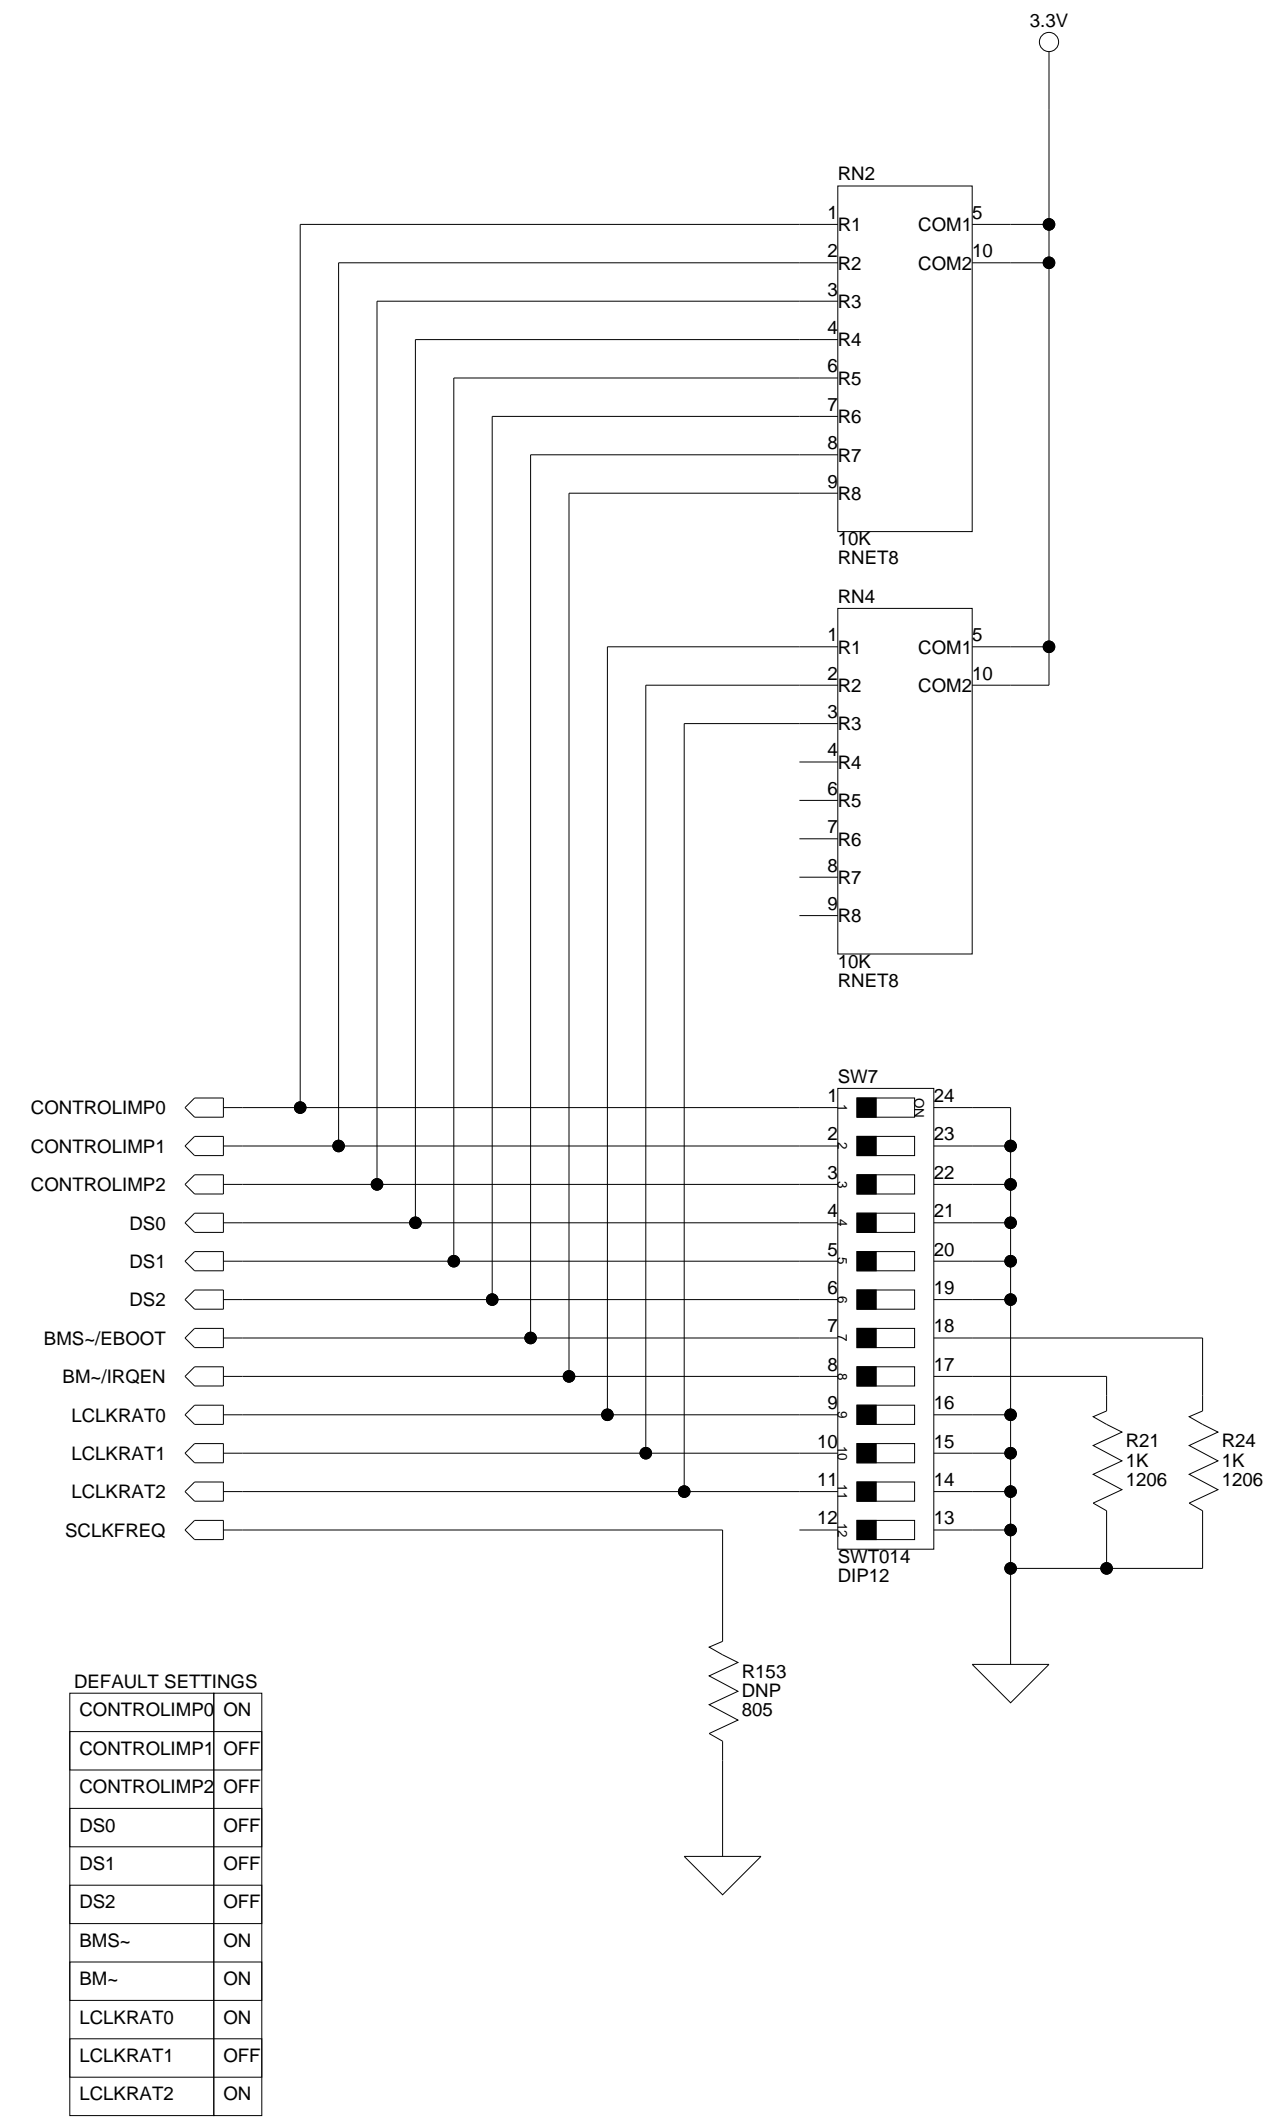 3.3V
RN2
1 R1 COM1 5
2 R2 COM2 10
3 R3
4 R4
6 R5
7 R6
8 R7
9 R8
10K
RNET8
RN4
1 R1 COM1 5
2 R2 COM2 10
3 R3
4 R4
6 R5
7 R6
8 R7
9 R8
10K
RNET8
SW7
CONTROLIMP0 1 1 ON 24
CONTROLIMP1 2 2 23
CONTROLIMP2 3 3 22
DS0 4 4 21
DS1 5 5 20
DS2 6 6 19
BMS~/EBOOT 7 7 18
BM~/IRQEN 8 8 17
LCLKRAT0 9 9 16
LCLKRAT1 10 10 15
LCLKRAT2 11 11 14
SCLKFREQ 12 12 13
SWT014
DIP12
R21
1K
1206
R24
1K
1206
R153
DNP
805
DEFAULT SETTINGS
CONTROLIMP0 ON
CONTROLIMP1 OFF
CONTROLIMP2 OFF
DS0 OFF
DS1 OFF
DS2 OFF
BMS~ ON
BM~ ON
LCLKRAT0 ON
LCLKRAT1 OFF
LCLKRAT2 ON